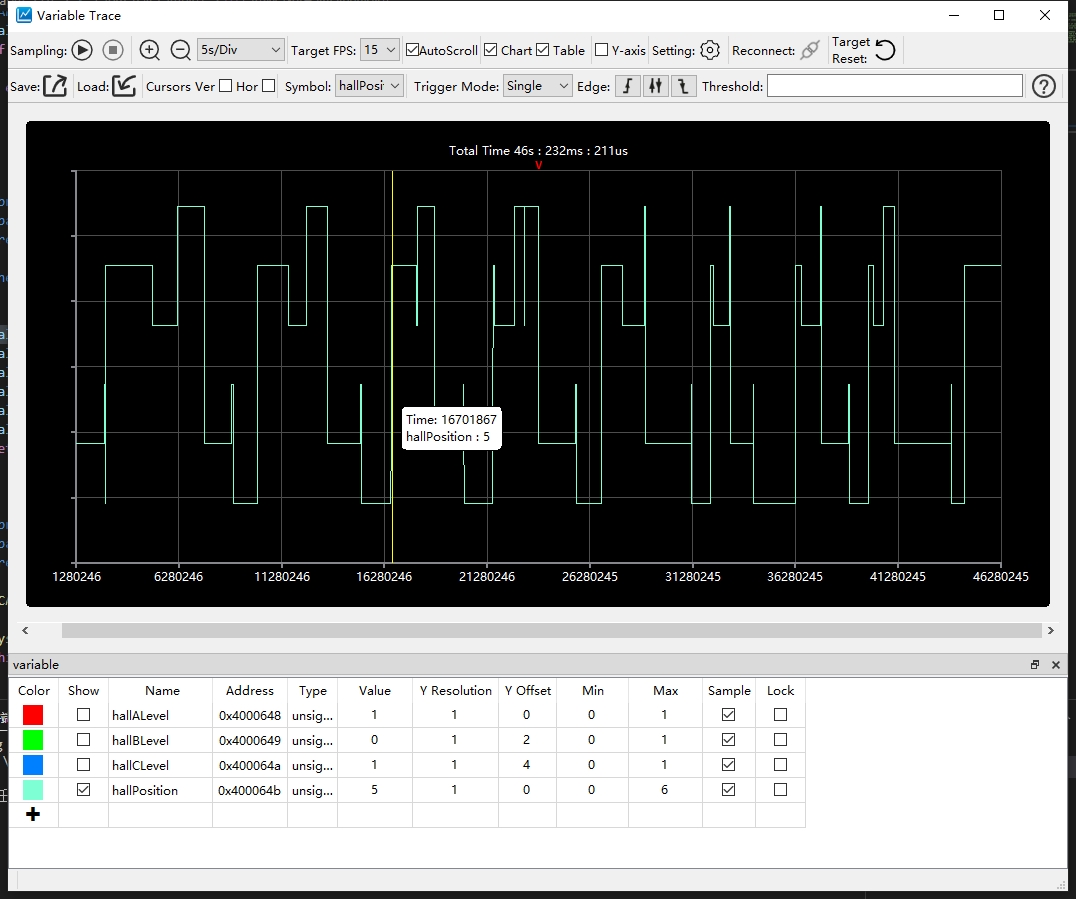 Variable Trace
Sampling: 5s/Div Target FPS: 15 AutoScroll Chart Table Y-axis Setting: Reconnect: Target Reset:
Save: Load: Cursors Ver Hor Symbol: hallPosi Trigger Mode: Single Edge: Threshold:
Total Time 46s : 232ms : 211us
V
Time: 16701867
hallPosition : 5
1280246 6280246 11280246 16280246 21280246 26280245 31280245 36280245 41280245 46280245
variable
Color Show Name Address Type Value Y Resolution Y Offset Min Max Sample Lock
hallALevel 0x4000648 unsig... 1 1 0 0 1
hallBLevel 0x4000649 unsig... 0 1 2 0 1
hallCLevel 0x400064a unsig... 1 1 4 0 1
hallPosition 0x400064b unsig... 5 1 0 0 6